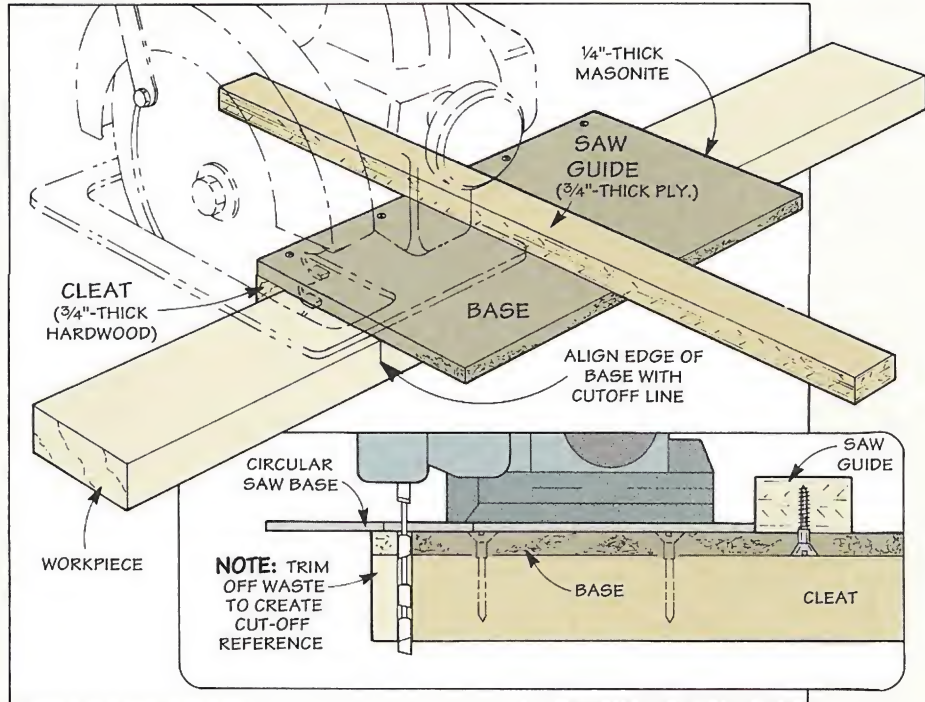 1/4"-THICK
MASONITE
SAW
GUIDE
(3/4"-THICK PLY.)
CLEAT
(3/4"-THICK
HARDWOOD)
BASE
ALIGN EDGE OF
BASE WITH
CUTOFF LINE
WORKPIECE
CIRCULAR
SAW BASE
SAW
GUIDE
NOTE: TRIM
OFF WASTE
TO CREATE
CUT-OFF
REFERENCE
BASE
CLEAT